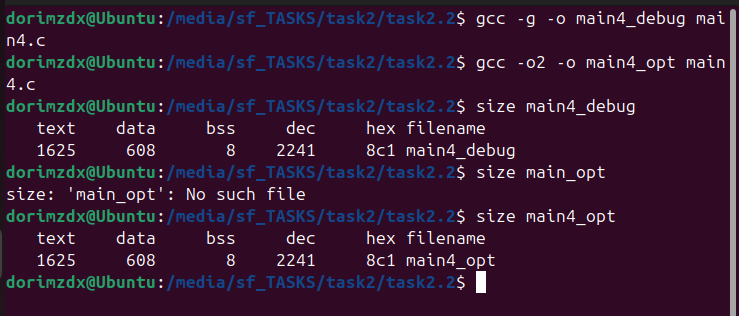 dorimzdx@Ubuntu:/media/sf_TASKS/task2/task2.2$ gcc -g -o main4_debug mai
n4.c
dorimzdx@Ubuntu:/media/sf_TASKS/task2/task2.2$ gcc -o2 -o main4_opt main
4.c
dorimzdx@Ubuntu:/media/sf_TASKS/task2/task2.2$ size main4_debug
   text    data     bss     dec     hex filename
   1625     608       8    2241     8c1 main4_debug
dorimzdx@Ubuntu:/media/sf_TASKS/task2/task2.2$ size main_opt
size: 'main_opt': No such file
dorimzdx@Ubuntu:/media/sf_TASKS/task2/task2.2$ size main4_opt
   text    data     bss     dec     hex filename
   1625     608       8    2241     8c1 main4_opt
dorimzdx@Ubuntu:/media/sf_TASKS/task2/task2.2$